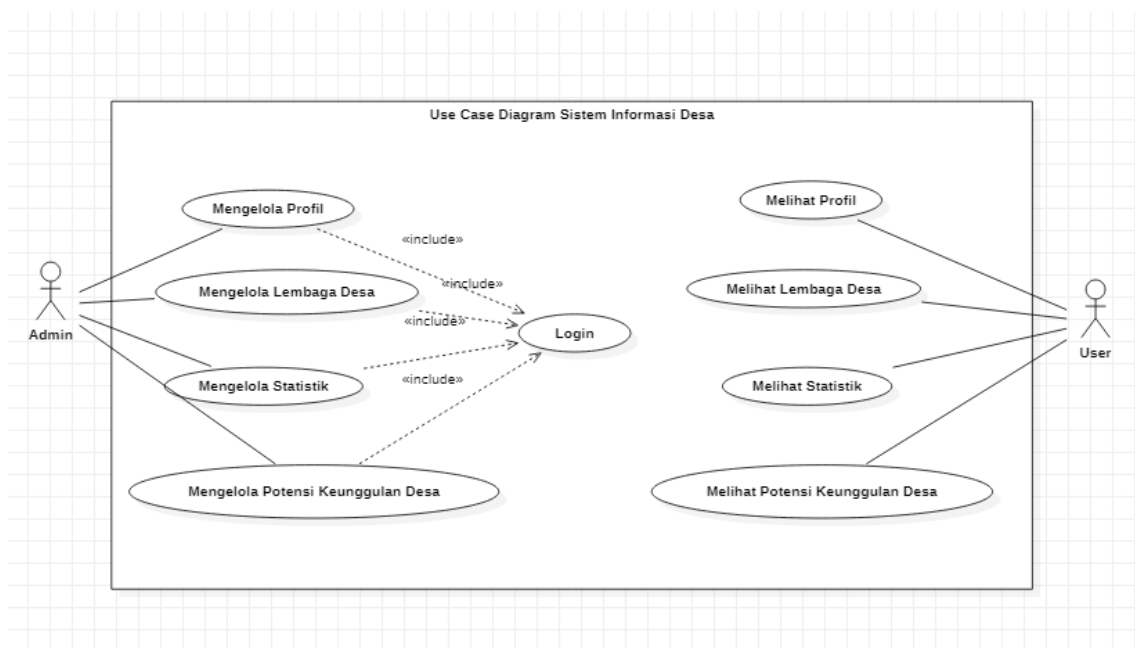 Use Case Diagram Sistem Informasi Desa
Mengelola Profil
Melihat Profil
«include»
«include»
Mengelola Lembaga Desa
Melihat Lembaga Desa
«include»
Login
Admin
User
Mengelola Statistik
«include»
Melihat Statistik
Mengelola Potensi Keunggulan Desa
Melihat Potensi Keunggulan Desa